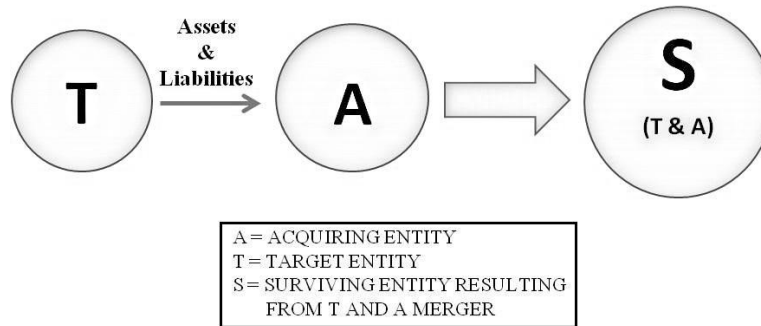 Assets
&
Liabilities
T
A
S
(T & A)
A = ACQUIRING ENTITY
T = TARGET ENTITY
S = SURVIVING ENTITY RESULTING
FROM T AND A MERGER